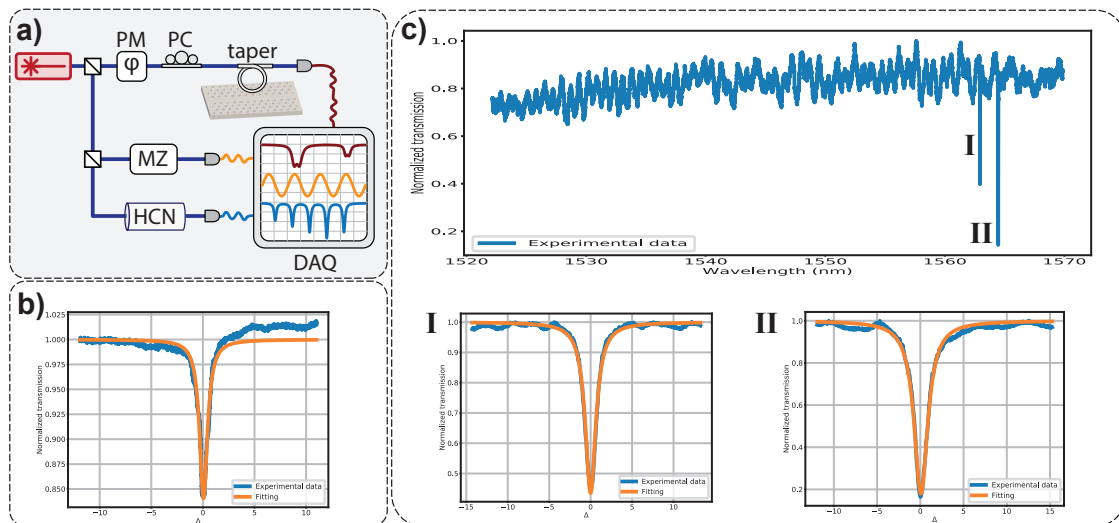 a)
PM
PC
taper
φ
MZ
HCN
DAQ
b)
1.025
1.000
0.975
0.950
0.925
0.900
0.875
0.850
Normalized transmission
Experimental data
Fitting
−10
−5
0
5
10
Δ
c)
1.0
0.8
0.6
0.4
0.2
Normalized transmission
I
II
Experimental data
1520
1530
1540
1550
1560
1570
Wavelength (nm)
I
1.0
0.9
0.8
0.7
0.6
0.5
Normalized transmission
Experimental data
Fitting
−15
−10
−5
0
5
10
Δ
II
1.0
0.8
0.6
0.4
0.2
Normalized transmission
Experimental data
Fitting
−10
−5
0
5
10
15
Δ